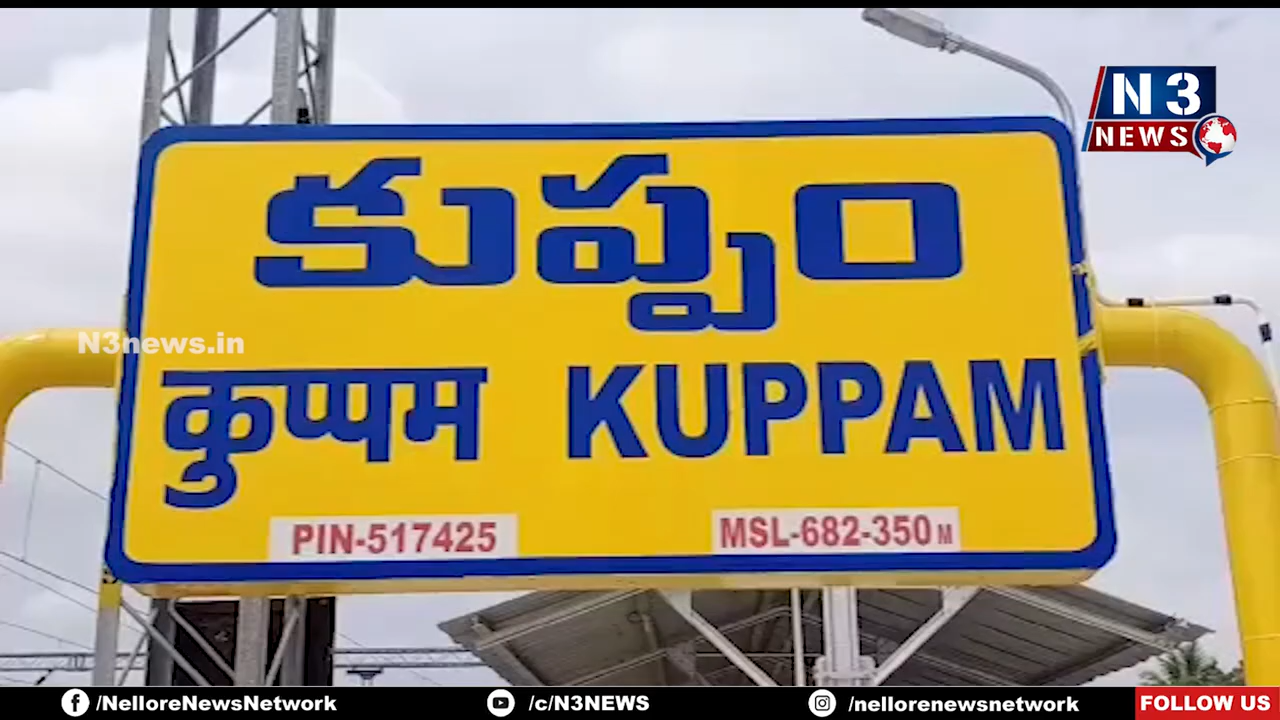 N3
NEWS
కుప్పం
N3news.in
कुप्पम KUPPAM
PIN-517425 MSL-682-350 M
/NelloreNewsNetwork /c/N3NEWS /nellorenewsnetwork FOLLOW US